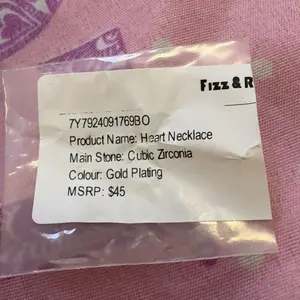 Fizz & R
7Y7924091769BO
Product Name: Heart Necklace
Main Stone: Cubic Zirconia
Colour: Gold Plating
MSRP: $45